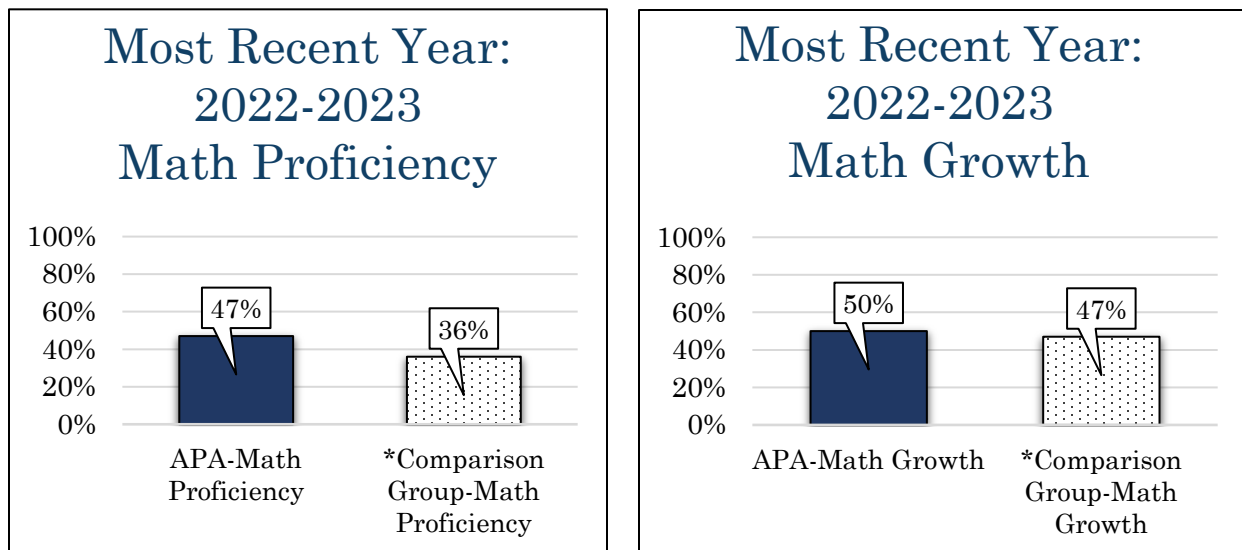 Most Recent Year:
2022-2023
Math Proficiency
100%
80%
60%
40%
20%
0%
47%
36%
APA-Math
Proficiency
*Comparison
Group-Math
Proficiency
Most Recent Year:
2022-2023
Math Growth
100%
80%
60%
40%
20%
0%
50%
47%
APA-Math Growth
*Comparison
Group-Math
Growth